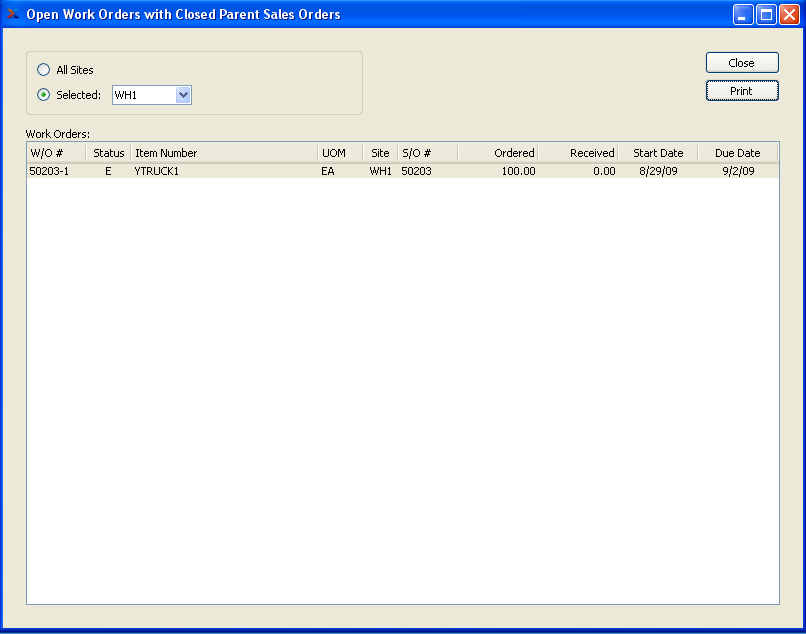 Open Work Orders with Closed Parent Sales Orders
All Sites
Close
Selected: WH1
Print
Work Orders:
W/O # Status Item Number UOM Site S/O # Ordered Received Start Date Due Date
50203-1 E YTRUCK1 EA WH1 50203 100.00 0.00 8/29/09 9/2/09